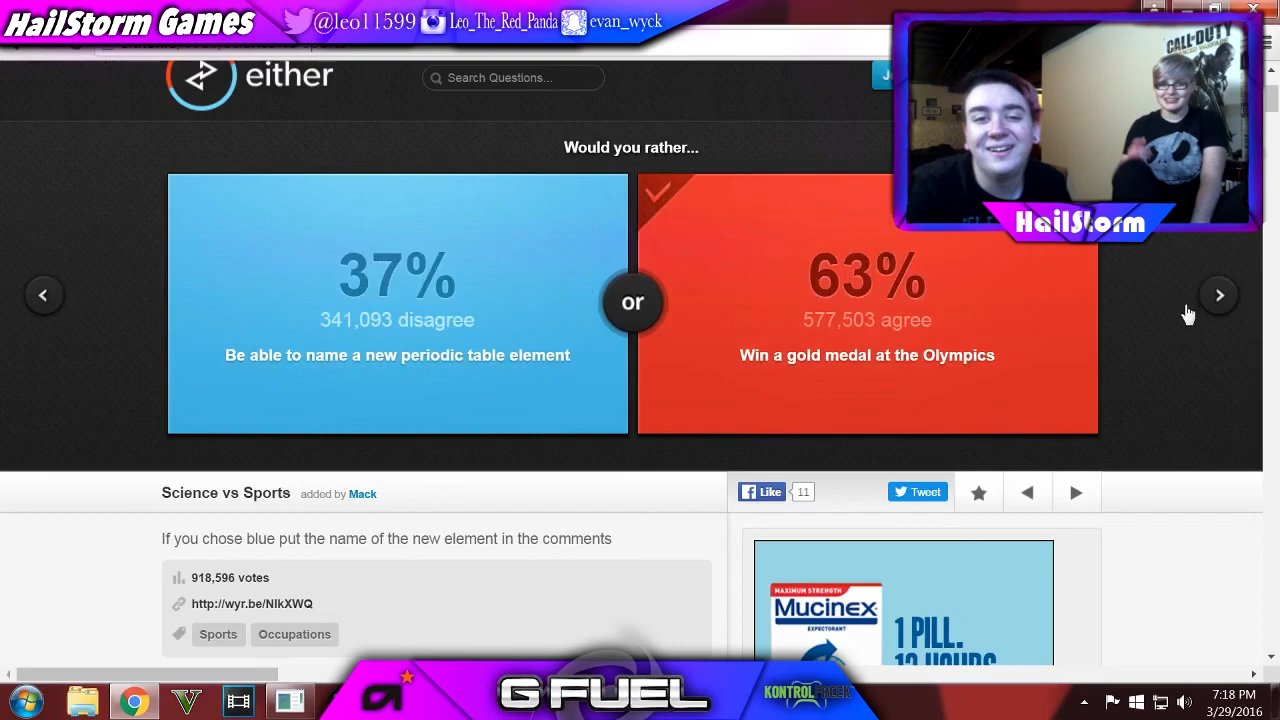 HailStorm Games @leo11599 Leo_The_Red_Panda evan_wyck
either
Search Questions...
CALL OF DUTY
HailStorm
Would you rather...
37%
341,093 disagree
Be able to name a new periodic table element
or
63%
577,503 agree
Win a gold medal at the Olympics
Science vs Sports added by Mack
Like 11 Tweet
If you chose blue put the name of the new element in the comments
918,596 votes
http://wyr.be/NlkXWQ
Sports Occupations
MAXIMUM STRENGTH
Mucinex
EXPECTORANT
1 PILL.
12 HOURS
G FUEL
KONTROLFREEK
7:18 PM
3/29/2016